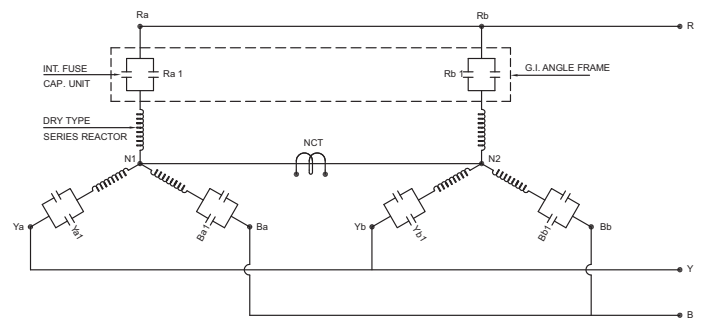 Ra
Rb
R
INT. FUSE
CAP. UNIT
Ra 1
Rb 1
G.I. ANGLE FRAME
DRY TYPE
SERIES REACTOR
NCT
N1
N2
Ya
Ya1
Ba1
Ba
Yb
Yb1
Bb1
Bb
Y
B